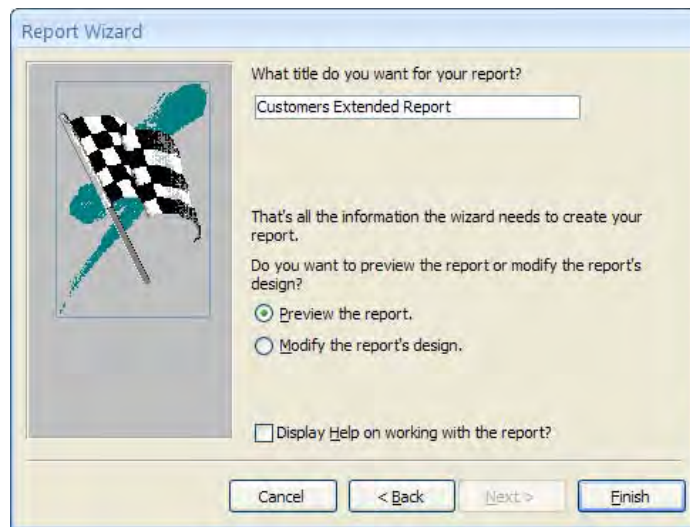 Report Wizard
What title do you want for your report?
Customers Extended Report
That's all the information the wizard needs to create your
report.
Do you want to preview the report or modify the report's
design?
Preview the report.
Modify the report's design.
Display Help on working with the report?
Cancel
< Back
Next >
Finish